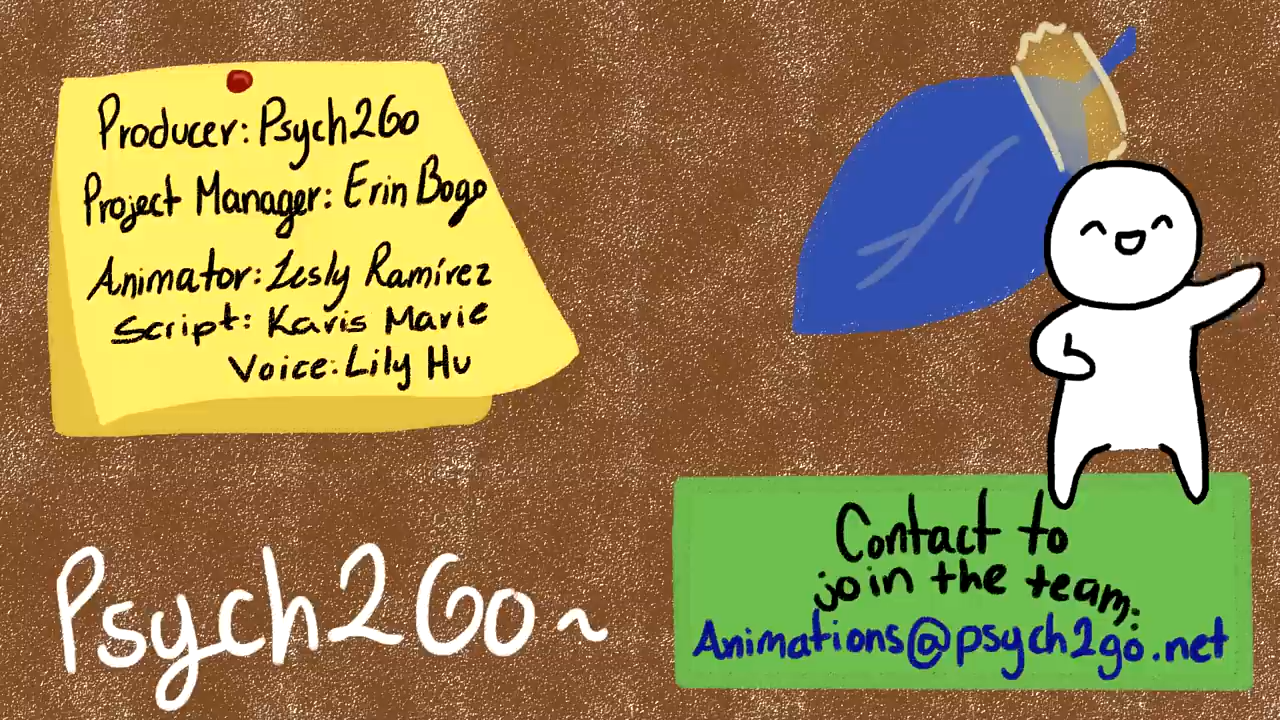 Producer: Psych2Go
Project Manager: Erin Bogo
Animator: Lesly Ramírez
Script: Karis Marie
Voice: Lily Hu
Psych2Go~
Contact to
join the team:
Animations@psych2go.net